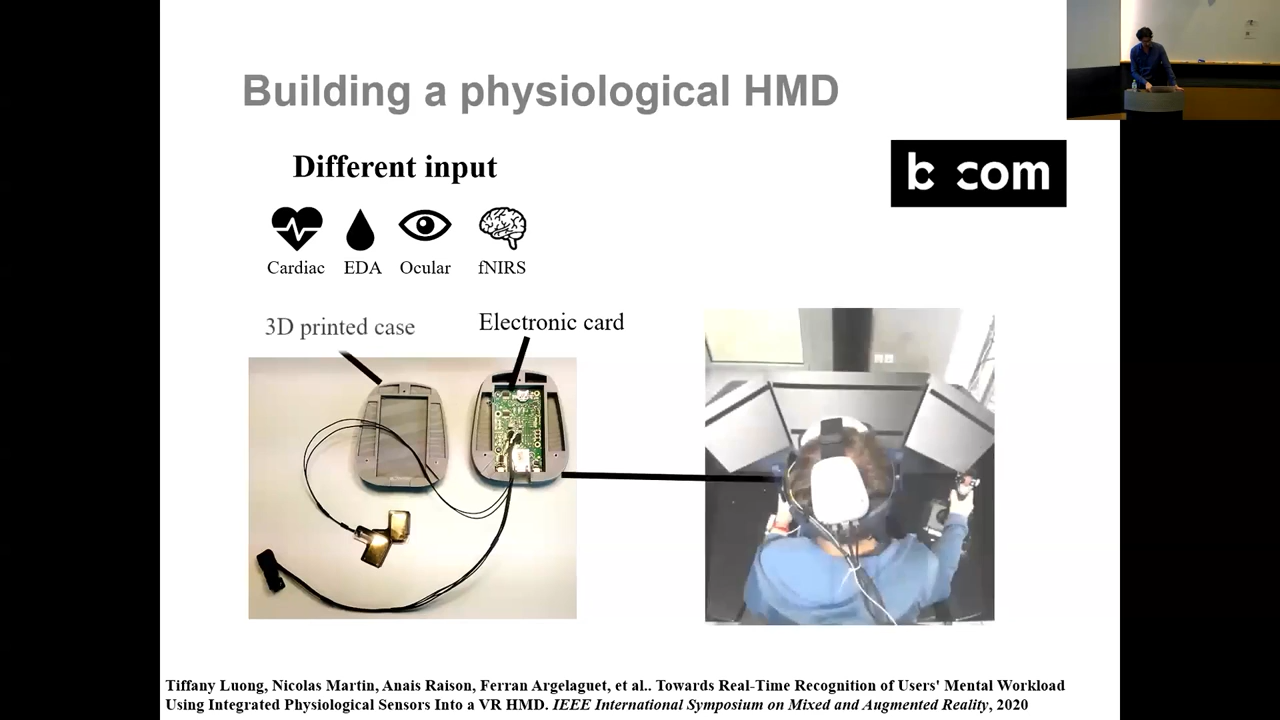 Building a physiological HMD
Different input
b com
Cardiac EDA Ocular fNIRS
3D printed case
Electronic card
Tiffany Luong, Nicolas Martin, Anais Raison, Ferran Argelaguet, et al.. Towards Real-Time Recognition of Users' Mental Workload
Using Integrated Physiological Sensors Into a VR HMD. IEEE International Symposium on Mixed and Augmented Reality, 2020